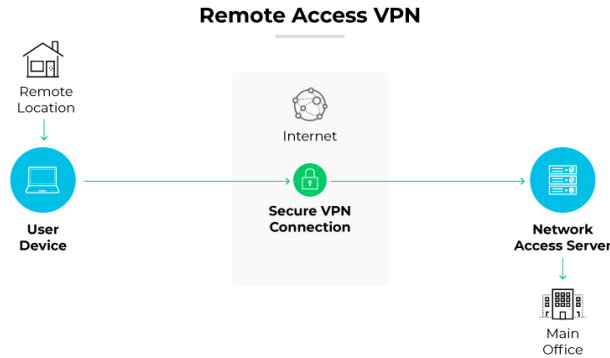 Remote Access VPN
Remote
Location
Internet
User
Device
Secure VPN
Connection
Network
Access Server
Main
Office